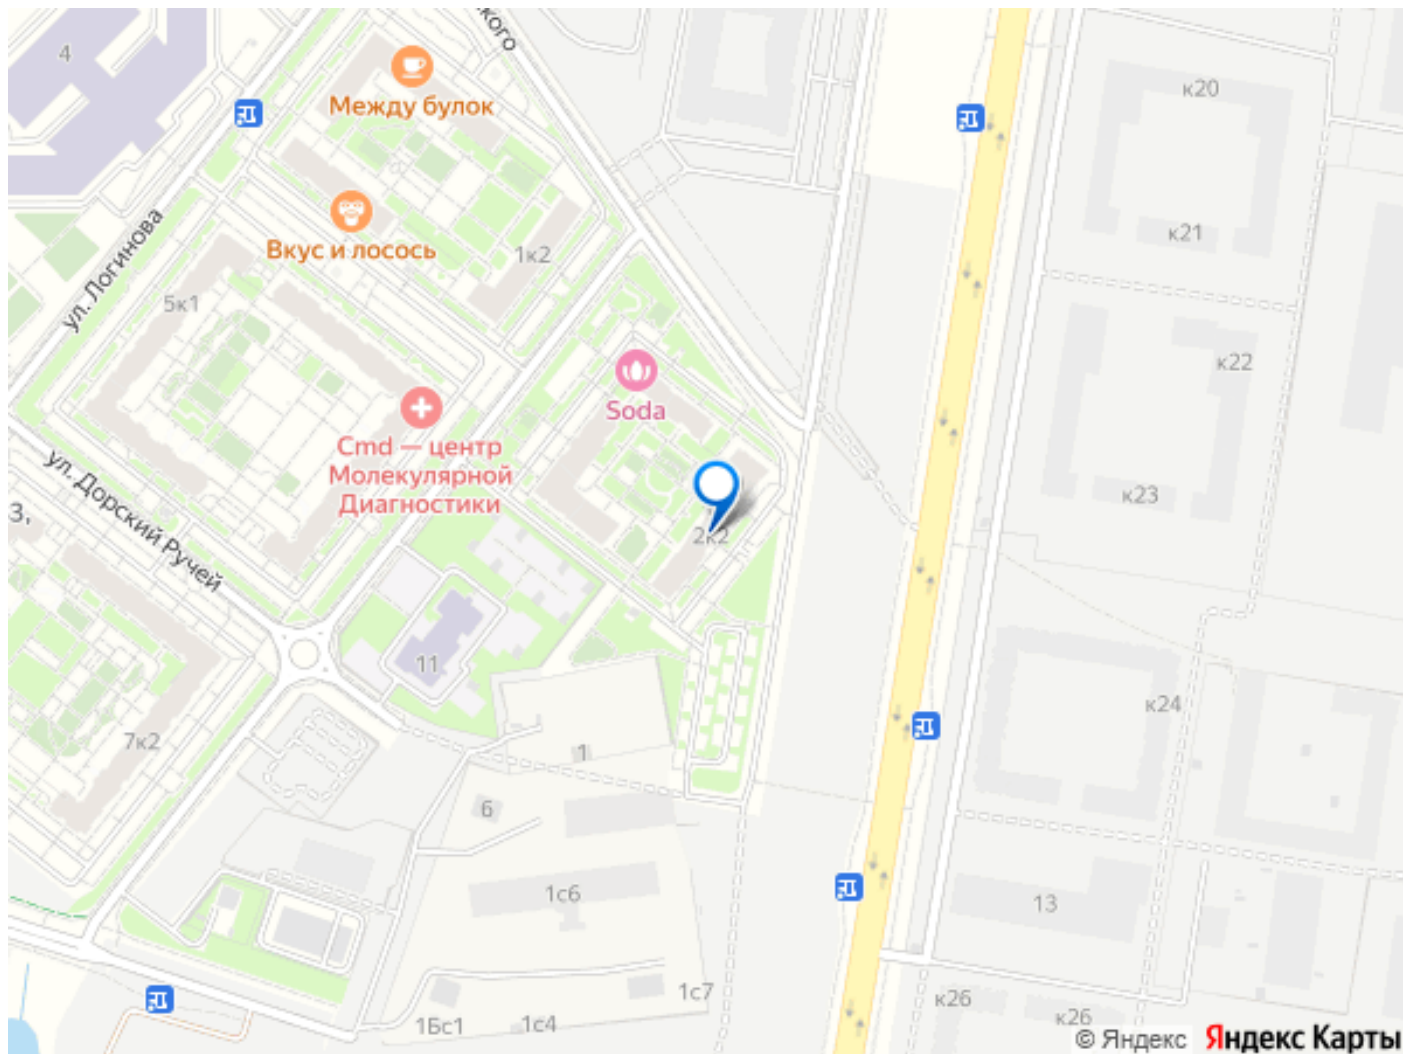 4
кого
Между булок
к20
ул. Логинова
Вкус и лосось
1к2
к21
5к1
к22
Soda
Cmd — центр
Молекулярной
Диагностики
ул. Дорский Ручей
3,
к23
2к2
11
к24
7к2
1
6
1с6
13
1с7
к26
1Бс1
1с4
к26
© Яндекс Яндекс Карты